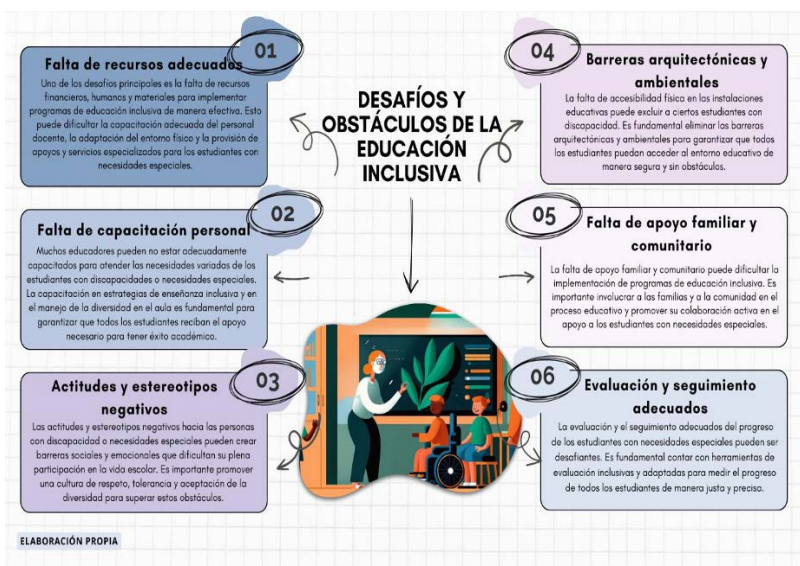 DESAFÍOS Y
OBSTÁCULOS DE LA
EDUCACIÓN
INCLUSIVA
01
Falta de recursos adecuados
Uno de los desafíos principales es la falta de recursos
financieros, humanos y materiales para implementar
programas de educación inclusiva de manera efectiva. Esto
puede dificultar la capacitación adecuada del personal
docente, la adaptación del entorno físico y la provisión de
apoyos y servicios especializados para los estudiantes con
necesidades especiales.
02
Falta de capacitación personal
Muchos educadores pueden no estar adecuadamente
capacitados para atender las necesidades variadas de los
estudiantes con discapacidades o necesidades especiales.
La capacitación en estrategias de enseñanza inclusiva y en
el manejo de la diversidad en el aula es fundamental para
garantizar que todos los estudiantes reciban el apoyo
necesario para tener éxito académico.
03
Actitudes y estereotipos
negativos
Las actitudes y estereotipos negativos hacia las personas
con discapacidad o necesidades especiales pueden crear
barreras sociales y emocionales que dificultan su plena
participación en la vida escolar. Es importante promover
una cultura de respeto, tolerancia y aceptación de la
diversidad para superar estos obstáculos.
04
Barreras arquitectónicas y
ambientales
La falta de accesibilidad física en las instalaciones
educativas puede excluir a ciertos estudiantes con
discapacidad. Es fundamental eliminar las barreras
arquitectónicas y ambientales para garantizar que todos
los estudiantes puedan acceder al entorno educativo de
manera segura y sin obstáculos.
05
Falta de apoyo familiar y
comunitario
La falta de apoyo familiar y comunitario puede dificultar la
implementación de programas de educación inclusiva. Es
importante involucrar a las familias y a la comunidad en el
proceso educativo y promover su colaboración activa en el
apoyo a los estudiantes con necesidades especiales.
06
Evaluación y seguimiento
adecuados
La evaluación y el seguimiento adecuados del progreso
de los estudiantes con necesidades especiales pueden ser
desafiantes. Es fundamental contar con herramientas de
evaluación inclusivas y adaptadas para medir el progreso
de todos los estudiantes de manera justa y precisa.
ELABORACIÓN PROPIA